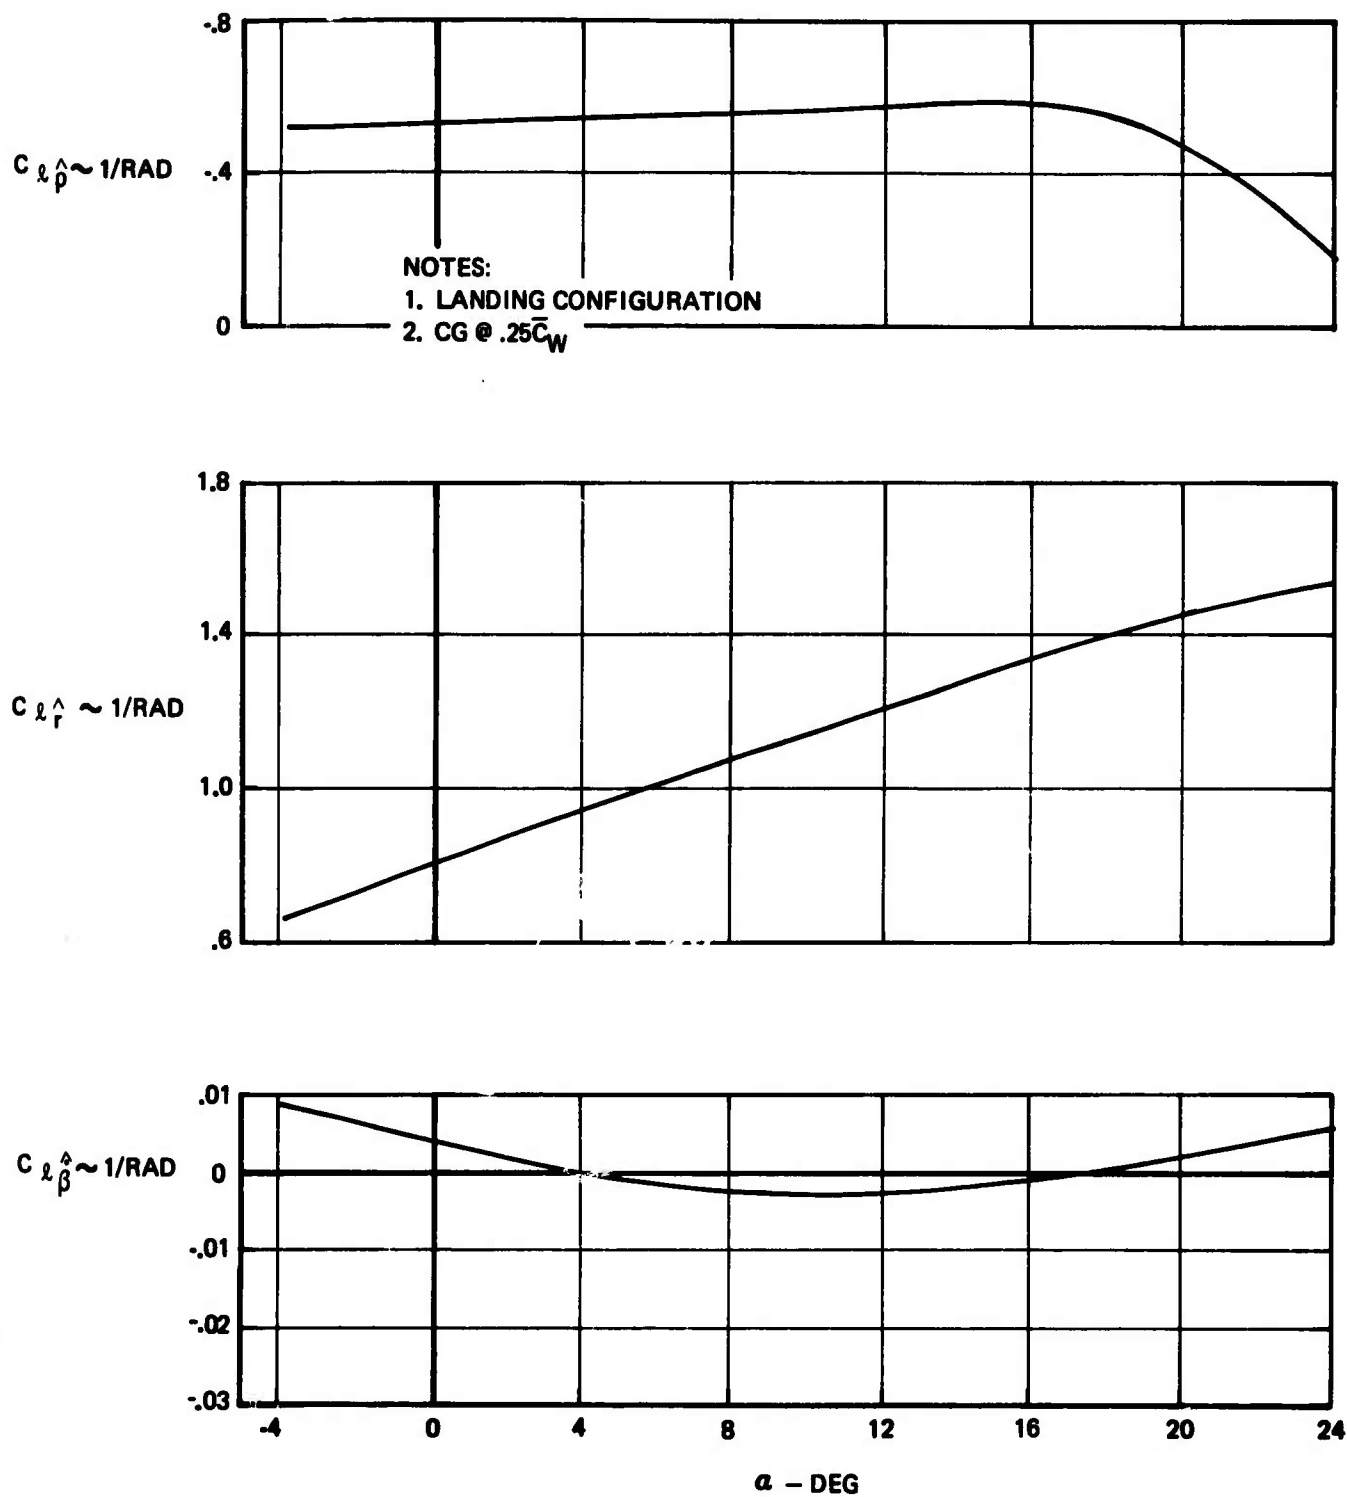 -.8
C ℓ p̂ ~ 1/RAD
-.4
NOTES:
1. LANDING CONFIGURATION
2. CG @ .25C̅W
0
1.8
1.4
C ℓ r̂ ~ 1/RAD
1.0
.6
.01
C ℓ β̇̂ ~ 1/RAD
0
-.01
-.02
-.03
-4 0 4 8 12 16 20 24
α – DEG